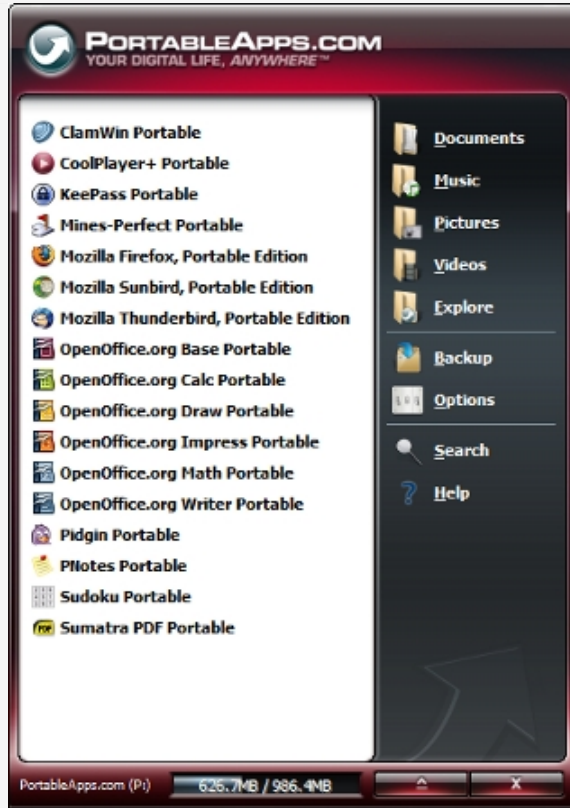 PORTABLEAPPS.COM
YOUR DIGITAL LIFE, ANYWHERE™
ClamWin Portable
CoolPlayer+ Portable
KeePass Portable
Mines-Perfect Portable
Mozilla Firefox, Portable Edition
Mozilla Sunbird, Portable Edition
Mozilla Thunderbird, Portable Edition
OpenOffice.org Base Portable
OpenOffice.org Calc Portable
OpenOffice.org Draw Portable
OpenOffice.org Impress Portable
OpenOffice.org Math Portable
OpenOffice.org Writer Portable
Pidgin Portable
PNotes Portable
Sudoku Portable
PDF Sumatra PDF Portable
Documents
Music
Pictures
Videos
Explore
Backup
Options
Search
Help
PortableApps.com (P:)
626.7MB / 986.4MB
X